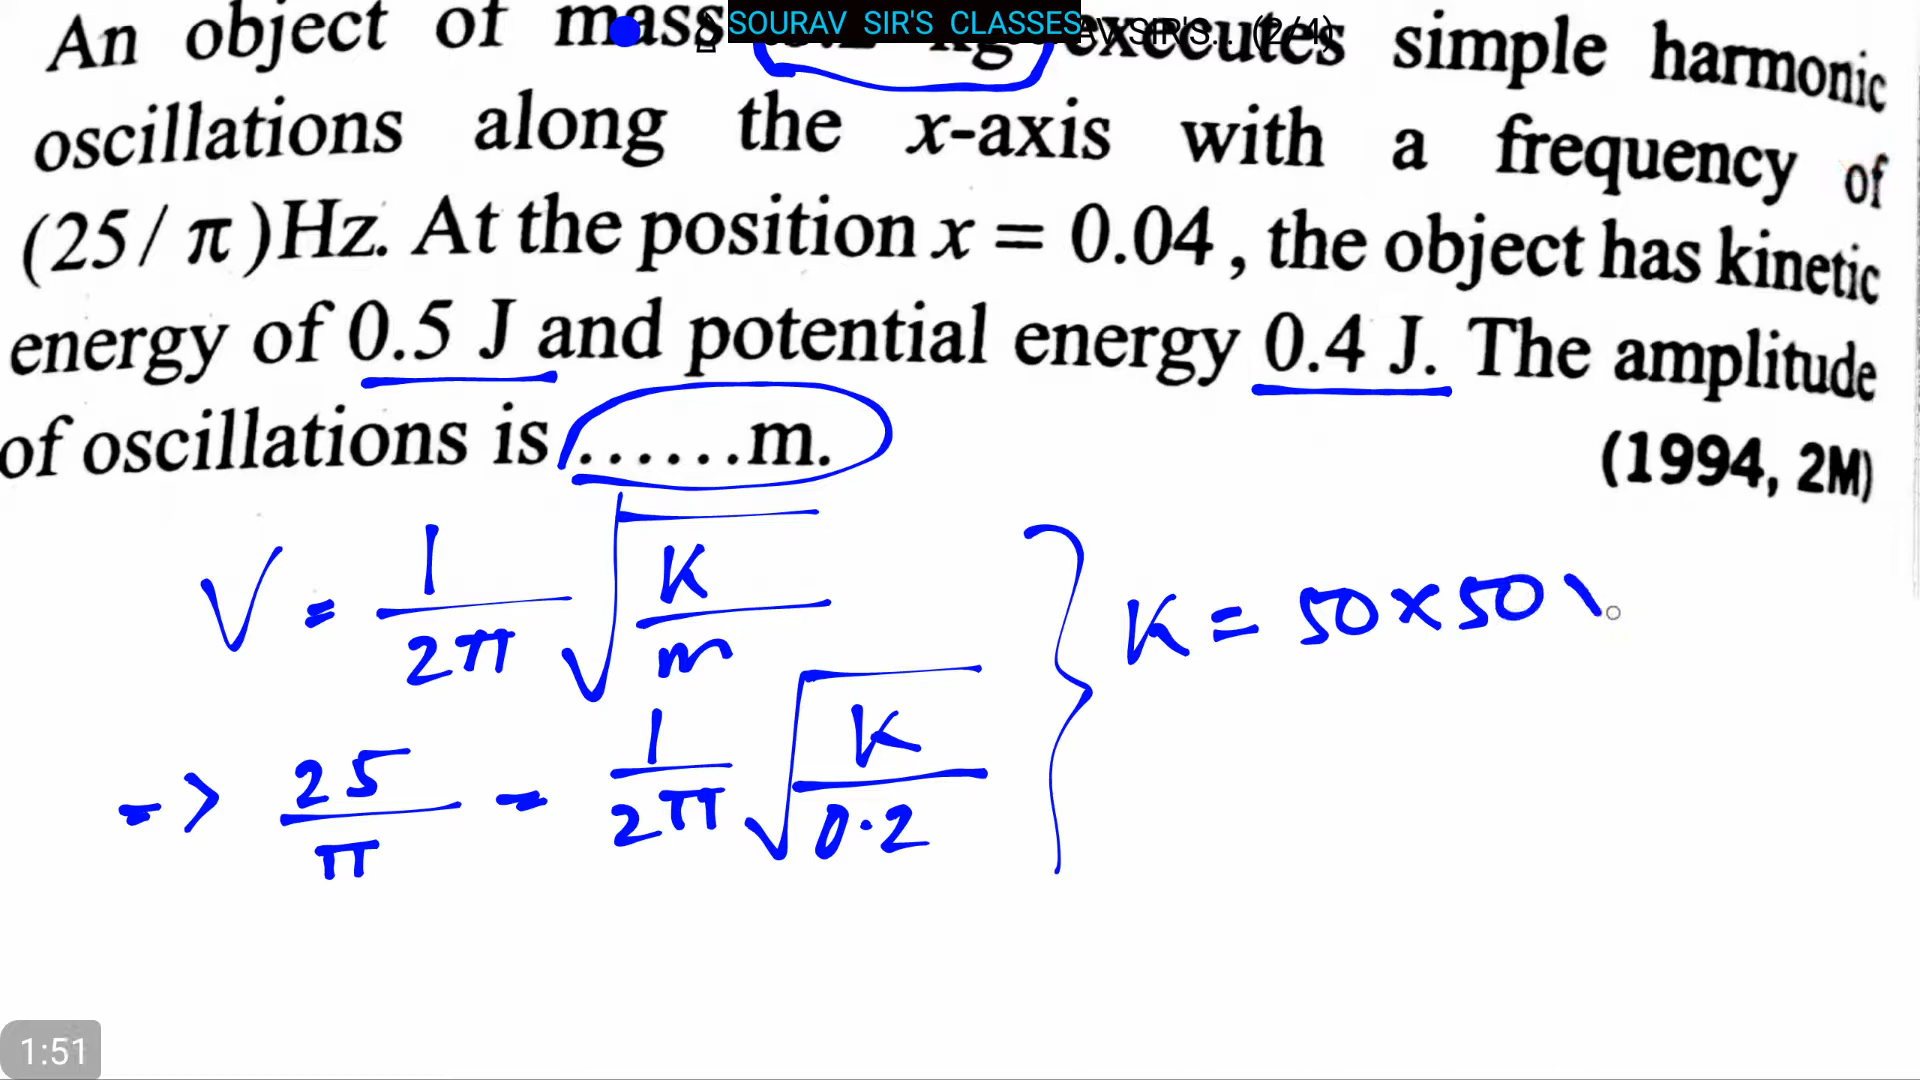 An object of mass SOURAV SIR'S CLASSES executes simple harmonic
oscillations along the x-axis with a frequency of
(25/ π)Hz. At the position x = 0.04, the object has kinetic
energy of 0.5 J and potential energy 0.4 J. The amplitude
of oscillations is ......m.
(1994, 2M)
V = 1/2π √K/m
K = 50×50
=> 25/π = 1/2π √K/0.2
1:51